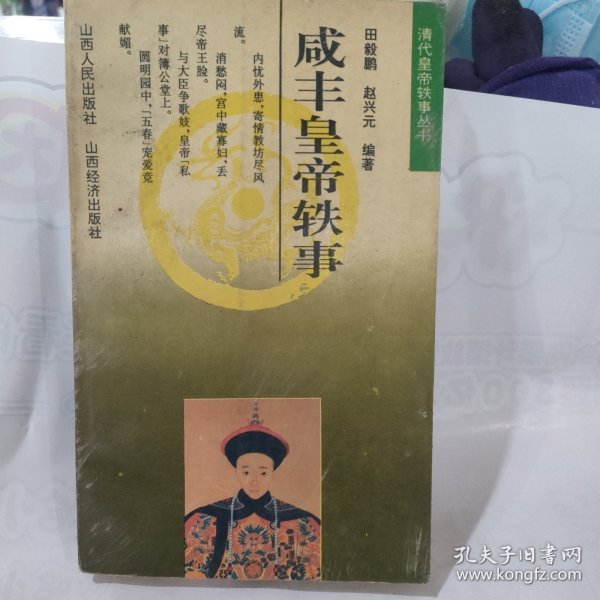 清代皇帝轶事丛书
田毅鹏 赵兴元 编著
咸丰皇帝轶事
内忧外患，寄情教坊尽风
流。
消愁闷，宫中藏寡妇，丢
尽帝王脸。
与大臣争歌妓，皇帝“私
事”对簿公堂上。
圆明园中，“五春”宠爱竞
献媚。
山西人民出版社 山西经济出版社
孔夫子旧书网
www.kongfz.com